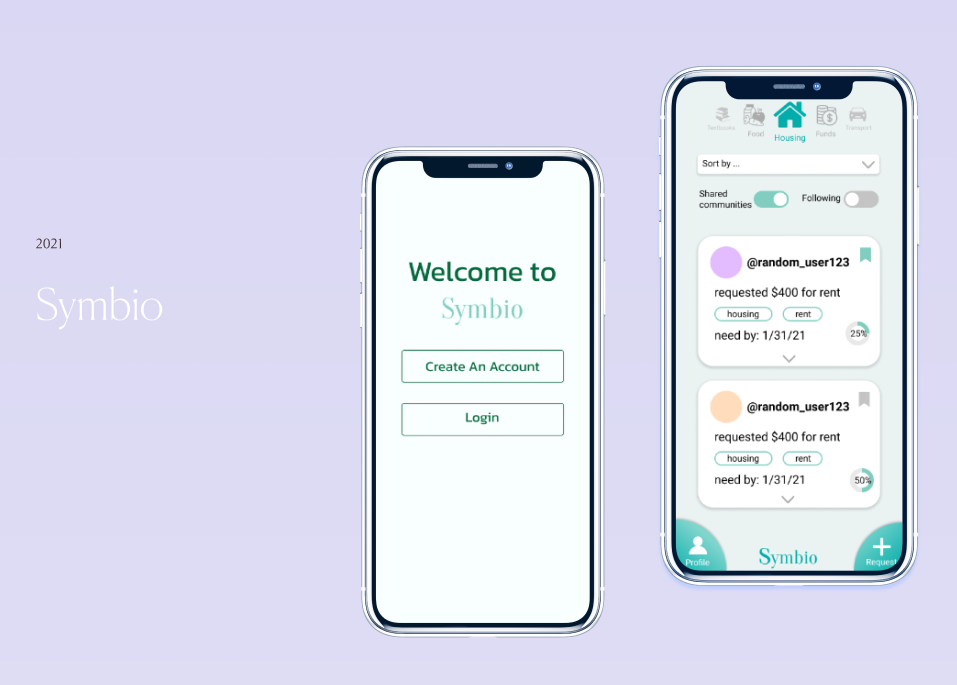 2021
Symbio
Welcome to
Symbio
Create An Account
Login
Textbooks
Food
Housing
Funds
Transport
Sort by ...
Shared
communities
Following
@random_user123
requested $400 for rent
housing
rent
need by: 1/31/21
25%
@random_user123
requested $400 for rent
housing
rent
need by: 1/31/21
50%
Profile
Symbio
Request